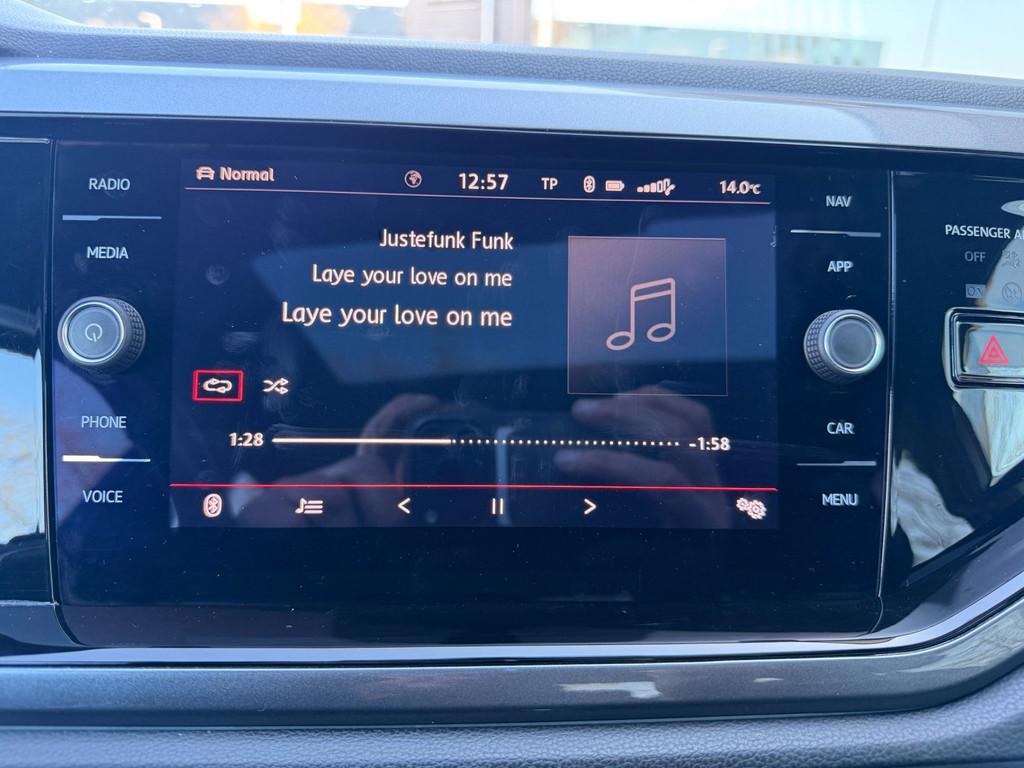 RADIO
MEDIA
PHONE
VOICE
Normal
12:57
TP
14.0°C
Justefunk Funk
Laye your love on me
Laye your love on me
1:28
-1:58
NAV
APP
CAR
MENU
PASSENGER
OFF